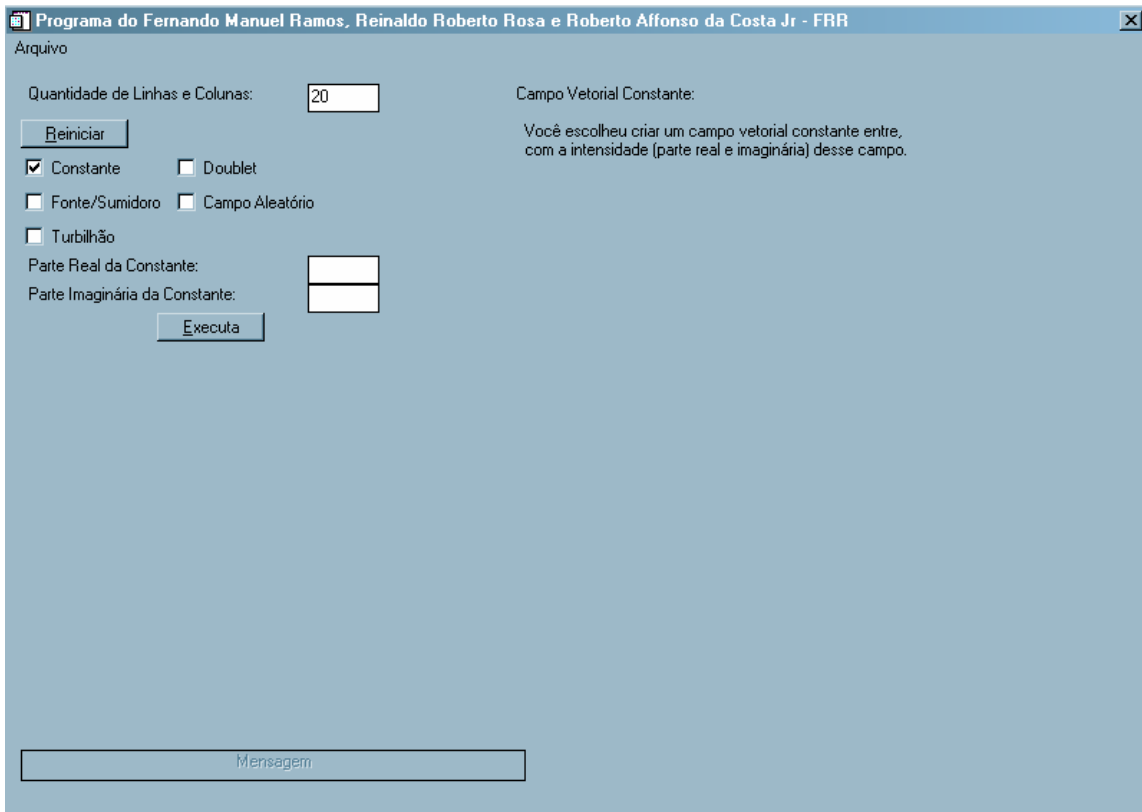 Programa do Fernando Manuel Ramos, Reinaldo Roberto Rosa e Roberto Affonso da Costa Jr - FRR
Arquivo
Quantidade de Linhas e Colunas:
20
Campo Vetorial Constante:
Reiniciar
Você escolheu criar um campo vetorial constante entre,
com a intensidade (parte real e imaginária) desse campo.
Constante
Doublet
Fonte/Sumidoro
Campo Aleatório
Turbilhão
Parte Real da Constante:
Parte Imaginária da Constante:
Executa
Mensagem